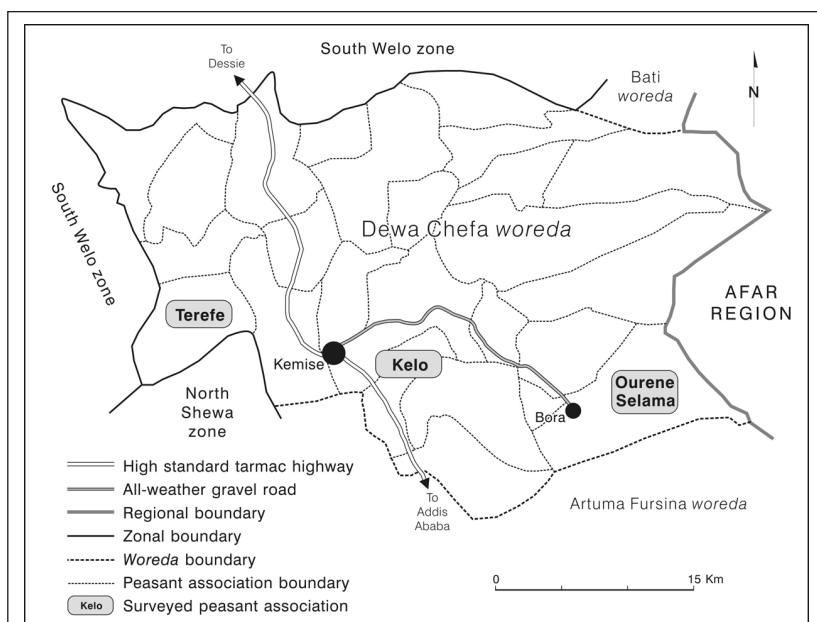 To
Dessie
South Welo zone
Bati
woreda
N
South Welo zone
Dewa Chefa woreda
AFAR
REGION
Terefe
Kemise
Kelo
Ourene
Selama
North
Shewa
zone
Bora
High standard tarmac highway
All-weather gravel road
Regional boundary
Zonal boundary
Woreda boundary
Peasant association boundary
Kelo Surveyed peasant association
To
Addis
Ababa
Artuma Fursina woreda
0 15 Km